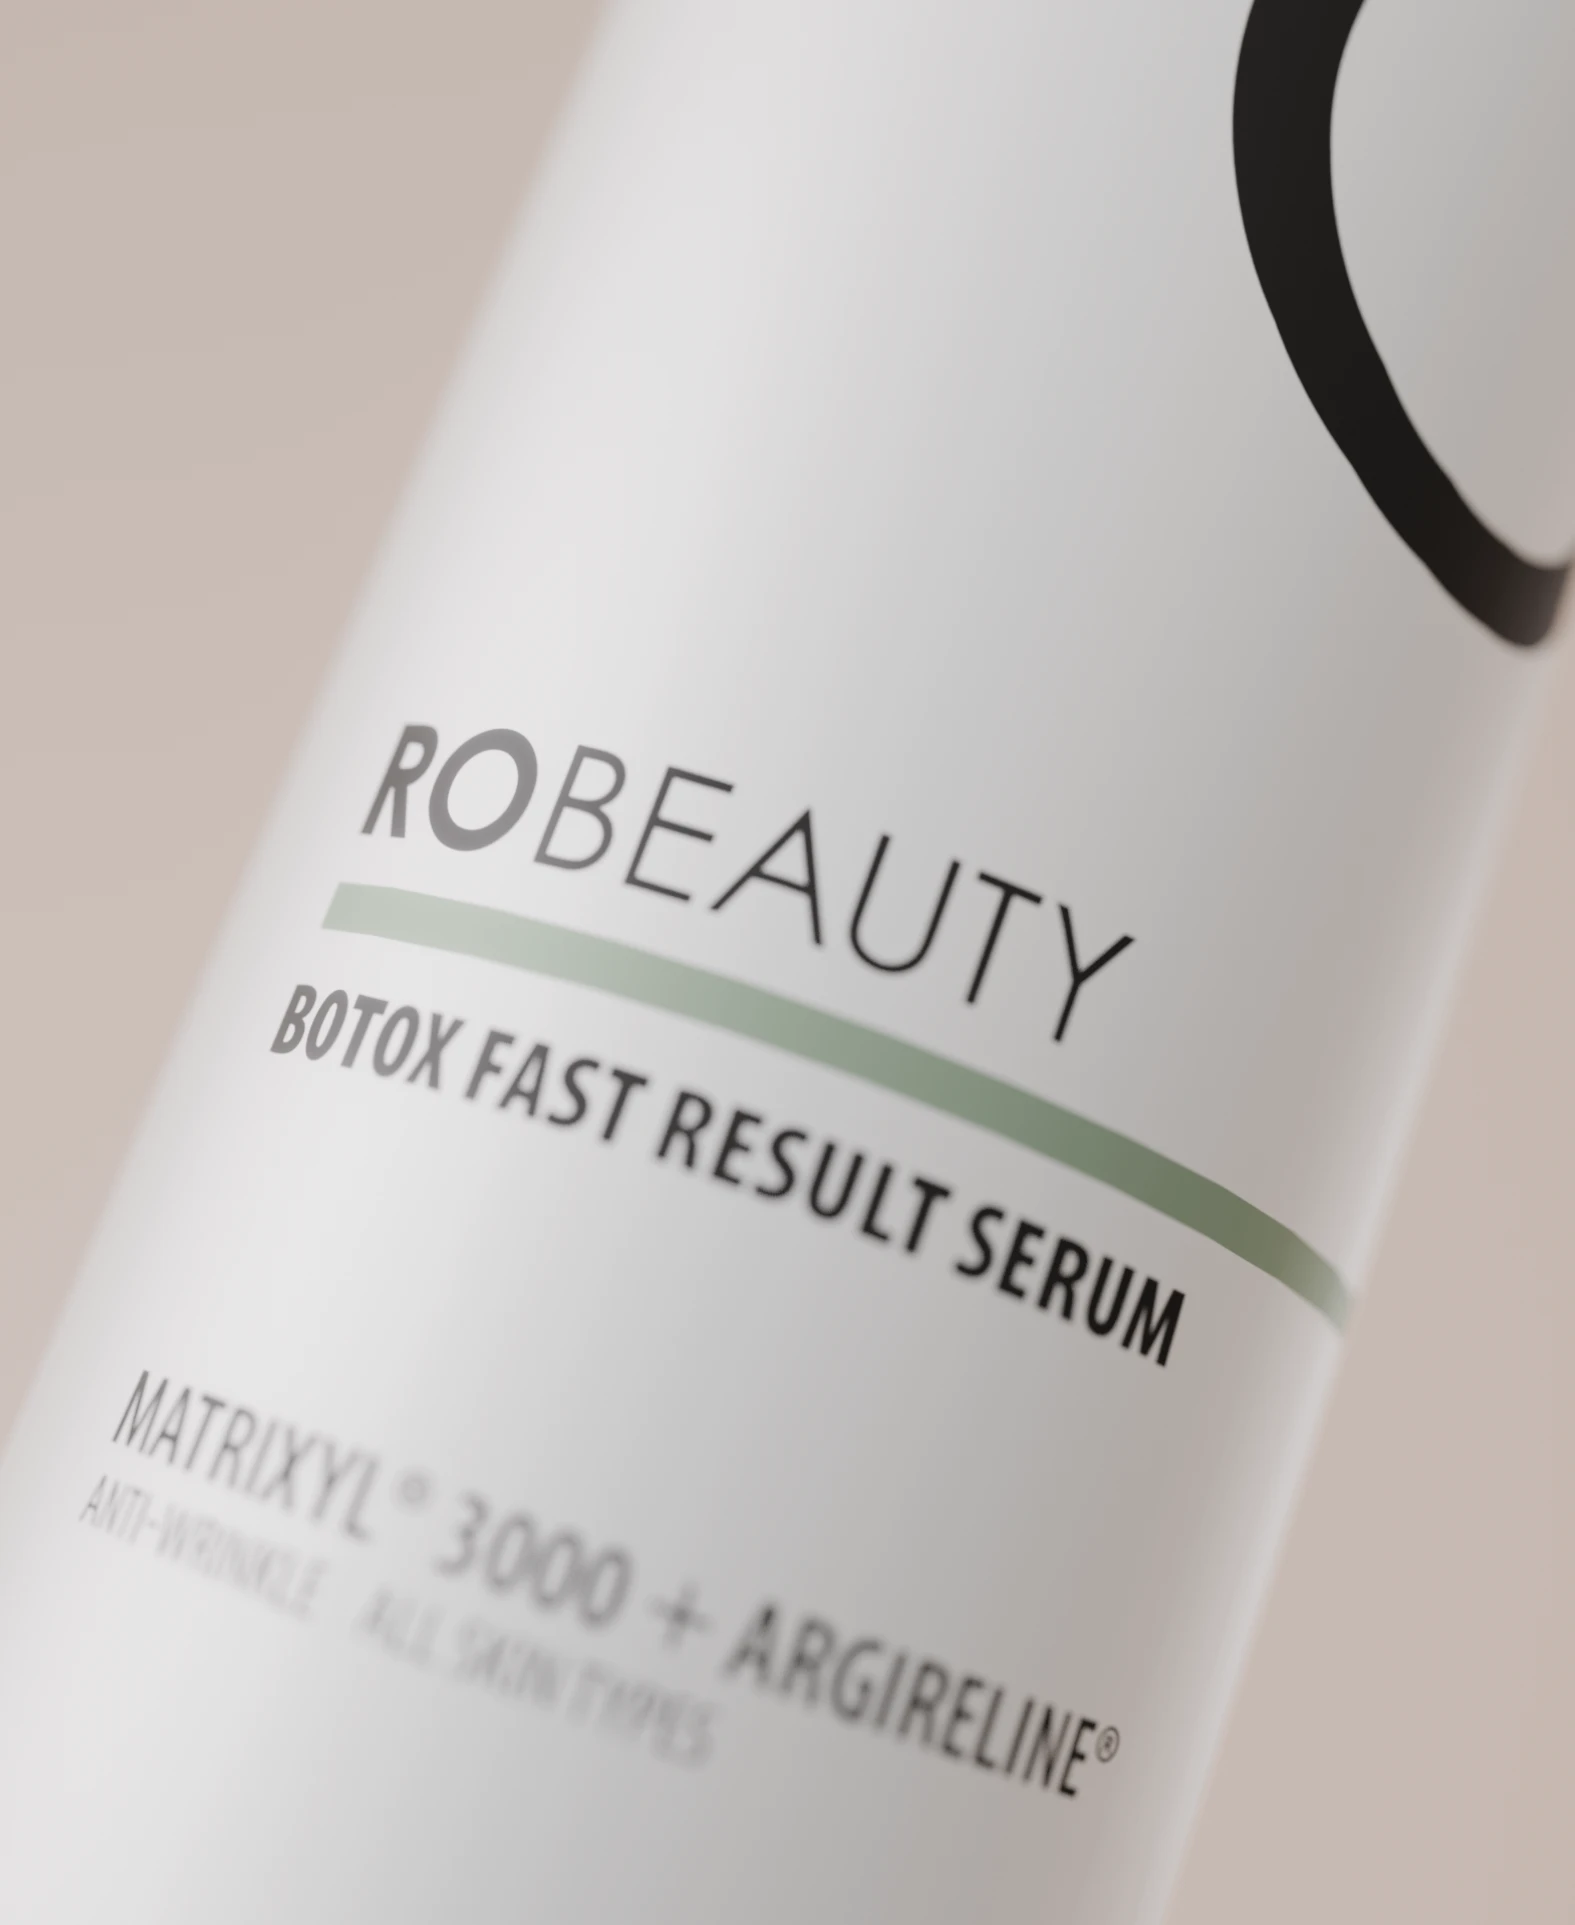 ROBEAUTY
BOTOX FAST RESULT SERUM
MATRIXYL® 3000 + ARGIRELINE®
ANTI-WRINKLE ALL SKIN TYPES